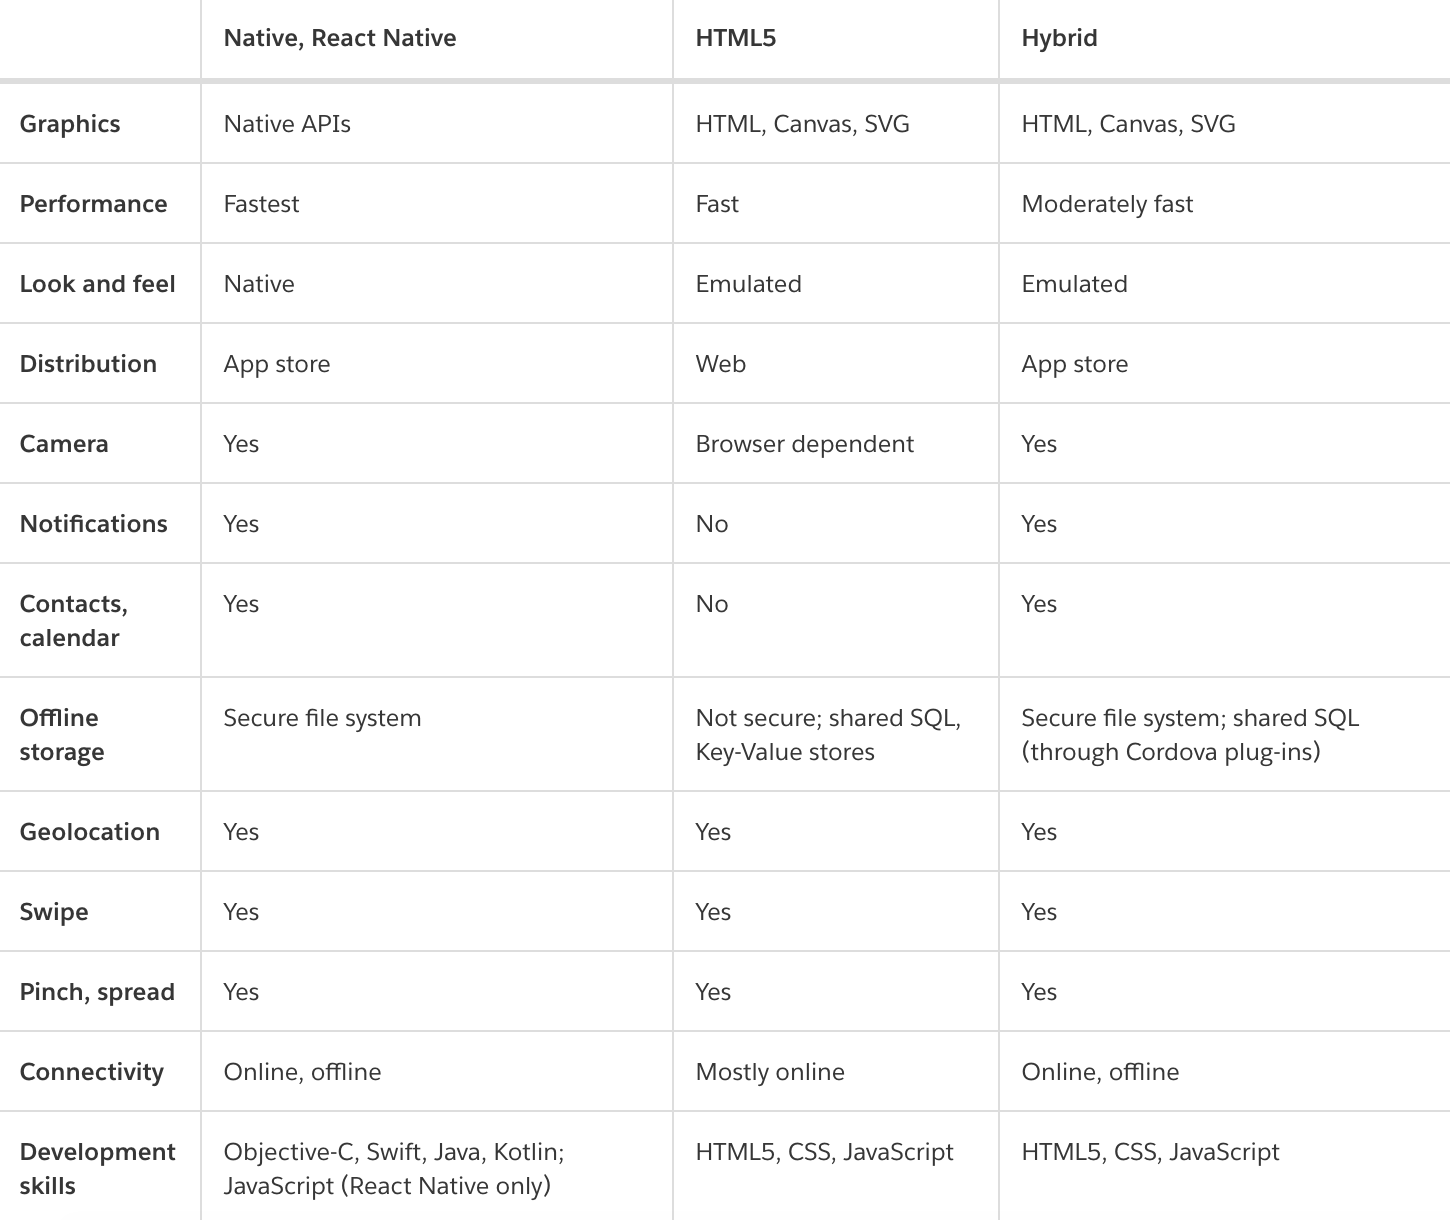 Native, React Native HTML5 Hybrid
Graphics Native APIs HTML, Canvas, SVG HTML, Canvas, SVG
Performance Fastest Fast Moderately fast
Look and feel Native Emulated Emulated
Distribution App store Web App store
Camera Yes Browser dependent Yes
Notifications Yes No Yes
Contacts, Yes No Yes
calendar
Offline Secure file system Not secure; shared SQL, Secure file system; shared SQL
storage Key-Value stores (through Cordova plug-ins)
Geolocation Yes Yes Yes
Swipe Yes Yes Yes
Pinch, spread Yes Yes Yes
Connectivity Online, offline Mostly online Online, offline
Development Objective-C, Swift, Java, Kotlin; HTML5, CSS, JavaScript HTML5, CSS, JavaScript
skills JavaScript (React Native only)